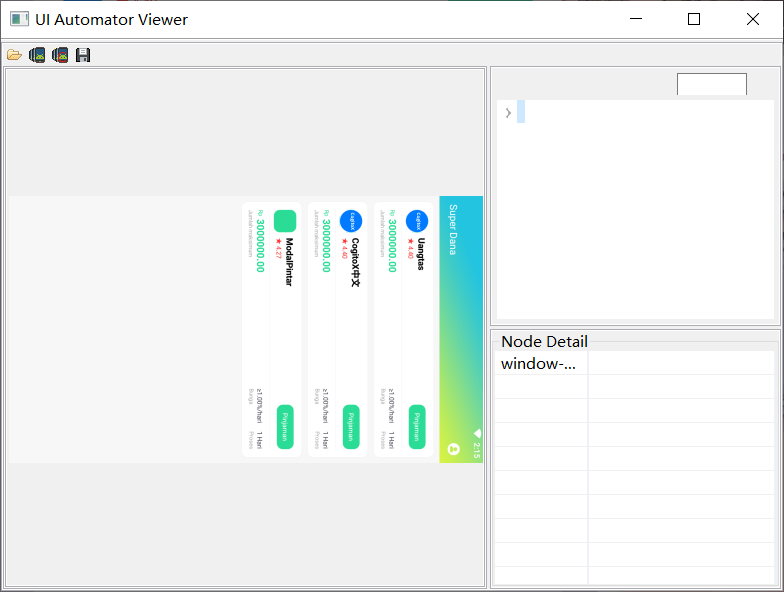 UI Automator Viewer
Super Dana
2:15
Cogitas
Uangtas
★ 4.40
Pinjaman
Rp 3000000.00
≥1.00%/hari
1 Hari
Jumlah maksimum
Bunga
Proses
CogitoX中文
★ 4.40
Pinjaman
Rp 3000000.00
≥1.00%/hari
1 Hari
Jumlah maksimum
Bunga
Proses
ModalPintar
★ 4.27
Pinjaman
Rp 3000000.00
≥1.00%/hari
1 Hari
Jumlah maksimum
Bunga
Proses
Node Detail
window-...